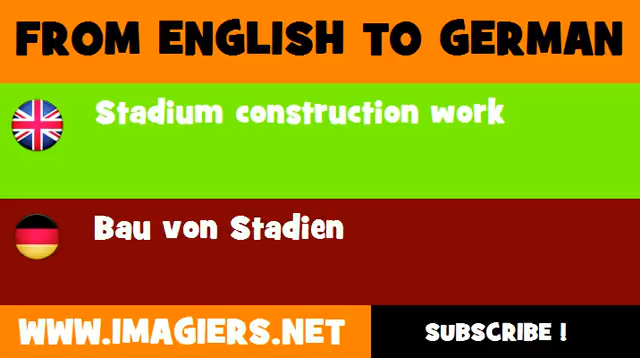 FROM ENGLISH TO GERMAN
Stadium construction work
Bau von Stadien
WWW.IMAGIERS.NET
SUBSCRIBE !